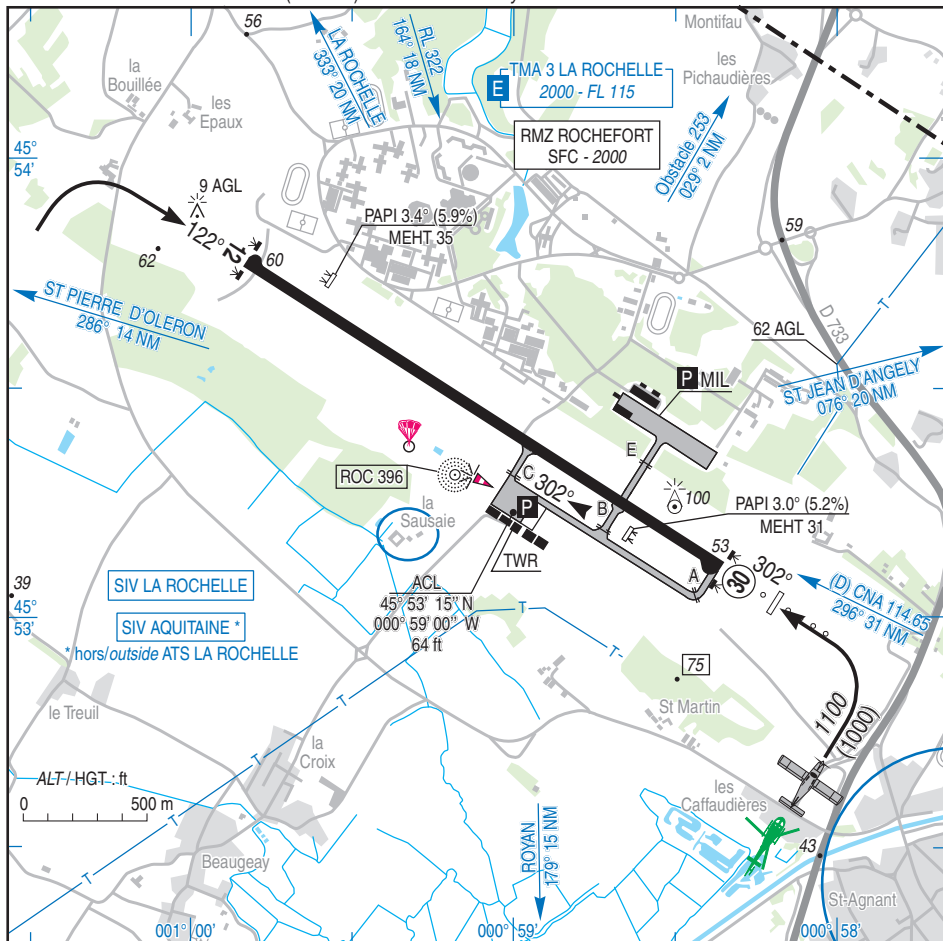 56
Montifau
la
Bouillée
les
Epaux
LA ROCHELLE
333° 20 NM
RL 322
164° 18 NM
E
TMA 3 LA ROCHELLE
2000 - FL 115
les
Pichaudières
RMZ ROCHEFORT
SFC - 2000
Obstacle 253
029° 2 NM
45°
54'
9 AGL
PAPI 3.4° (5.9%)
MEHT 35
122°
12
60
62
59
ST PIERRE D'OLERON
286° 14 NM
D 733
T
62 AGL
P MIL
ST JEAN D'ANGELY
076° 20 NM
E
ROC 396
C
302°
P
B
100
PAPI 3.0° (5.2%)
MEHT 31
la
Sausaie
TWR
53
A
30
302°
(D) CNA 114.65
296° 31 NM
39
45°
53'
SIV LA ROCHELLE
SIV AQUITAINE *
* hors/outside ATS LA ROCHELLE
ACL
45° 53' 15" N
000° 59' 00" W
64 ft
T
T
75
St Martin
le Treuil
la
Croix
1100
(1000)
ALT / HGT : ft
0 500 m
T
les
Caffaudières
43
Beaugeay
ROYAN
179° 15 NM
St-Agnant
001° 00'
000° 59'
000° 58'